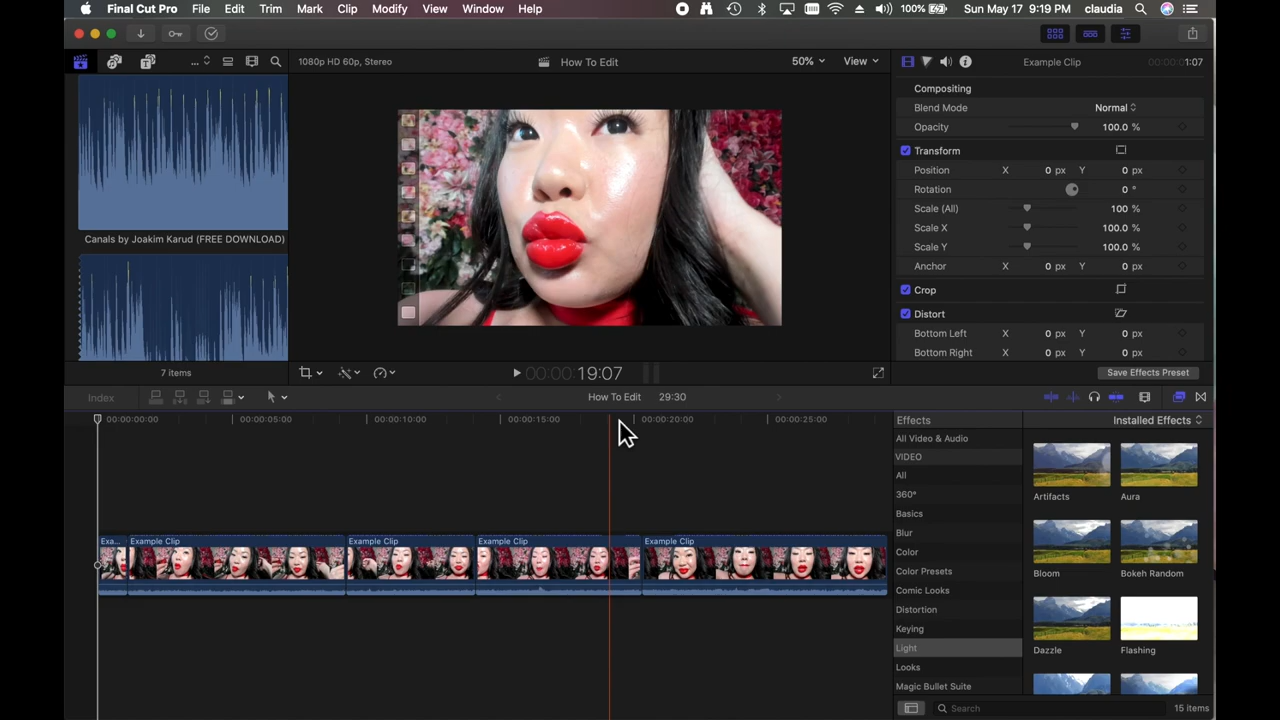 Final Cut Pro File Edit Trim Mark Clip Modify View Window Help 100% Sun May 17 9:19 PM claudia
... 1080p HD 60p, Stereo How To Edit 50% View Example Clip 00:00:01:07
Canals by Joakim Karud (FREE DOWNLOAD)
7 items
Compositing
Blend Mode Normal
Opacity 100.0 %
Transform
Position X 0 px Y 0 px
Rotation 0 °
Scale (All) 100 %
Scale X 100.0 %
Scale Y 100.0 %
Anchor X 0 px Y 0 px
Crop
Distort
Bottom Left X 0 px Y 0 px
Bottom Right X 0 px Y 0 px
00:00:19:07 Save Effects Preset
Index How To Edit 29:30
00:00:00:00 00:00:05:00 00:00:10:00 00:00:15:00 00:00:20:00 00:00:25:00
Exa... Example Clip Example Clip Example Clip Example Clip
Effects Installed Effects
All Video & Audio
VIDEO
All
360°
Basics
Blur
Color
Color Presets
Comic Looks
Distortion
Keying
Light
Looks
Magic Bullet Suite
Artifacts Aura
Bloom Bokeh Random
Dazzle Flashing
Search 15 items